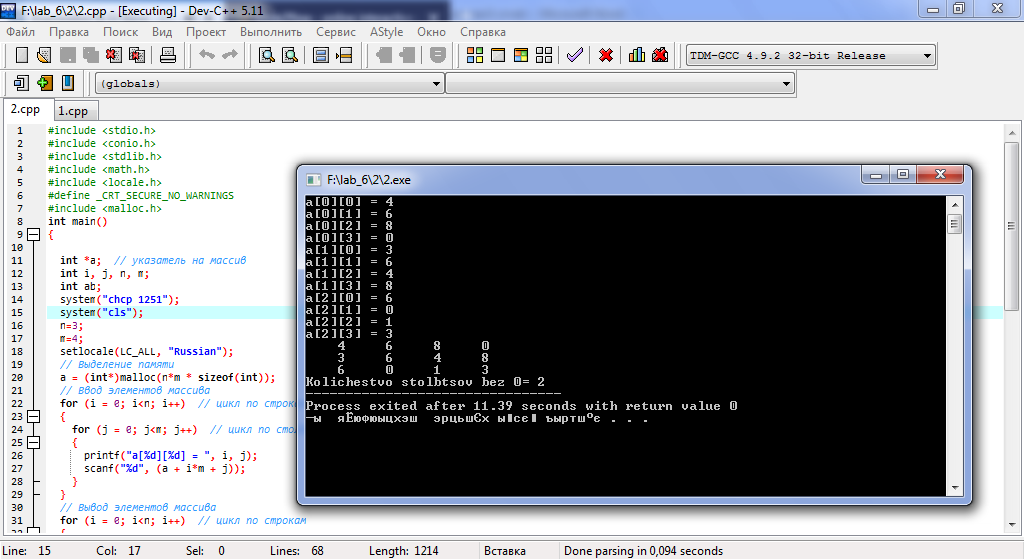 F:\lab_6\2\2.cpp - [Executing] - Dev-C++ 5.11
Файл Правка Поиск Вид Проект Выполнить Сервис AStyle Окно Справка
TDM-GCC 4.9.2 32-bit Release
(globals)
2.cpp 1.cpp
1 #include <stdio.h>
2 #include <conio.h>
3 #include <stdlib.h>
4 #include <math.h>
5 #include <locale.h>
6 #define _CRT_SECURE_NO_WARNINGS
7 #include <malloc.h>
8 int main()
9 {
10
11 int *a; // указатель на массив
12 int i, j, n, m;
13 int ab;
14 system("chcp 1251");
15 system("cls");
16 n=3;
17 m=4;
18 setlocale(LC_ALL, "Russian");
19 // Выделение памяти
20 a = (int*)malloc(n*m * sizeof(int));
21 // Ввод элементов массива
22 for (i = 0; i<n; i++) // цикл по строкам
23 {
24 for (j = 0; j<m; j++) // цикл по
25 {
26 printf("a[%d][%d] = ", i, j);
27 scanf("%d", (a + i*m + j));
28 }
29 }
30 // Вывод элементов массива
31 for (i = 0; i<n; i++) // цикл по строкам
F:\lab_6\2\2.exe
a[0][0] = 4
a[0][1] = 6
a[0][2] = 8
a[0][3] = 0
a[1][0] = 3
a[1][1] = 6
a[1][2] = 4
a[1][3] = 8
a[2][0] = 6
a[2][1] = 0
a[2][2] = 1
a[2][3] = 3
4 6 8 0
3 6 4 8
6 0 1 3
Kolichestvo stolbtsov bez 0= 2
--------------------------------
Process exited after 11.39 seconds with return value 0
. . .
Line: 15 Col: 17 Sel: 0 Lines: 68 Length: 1214 Вставка Done parsing in 0,094 seconds